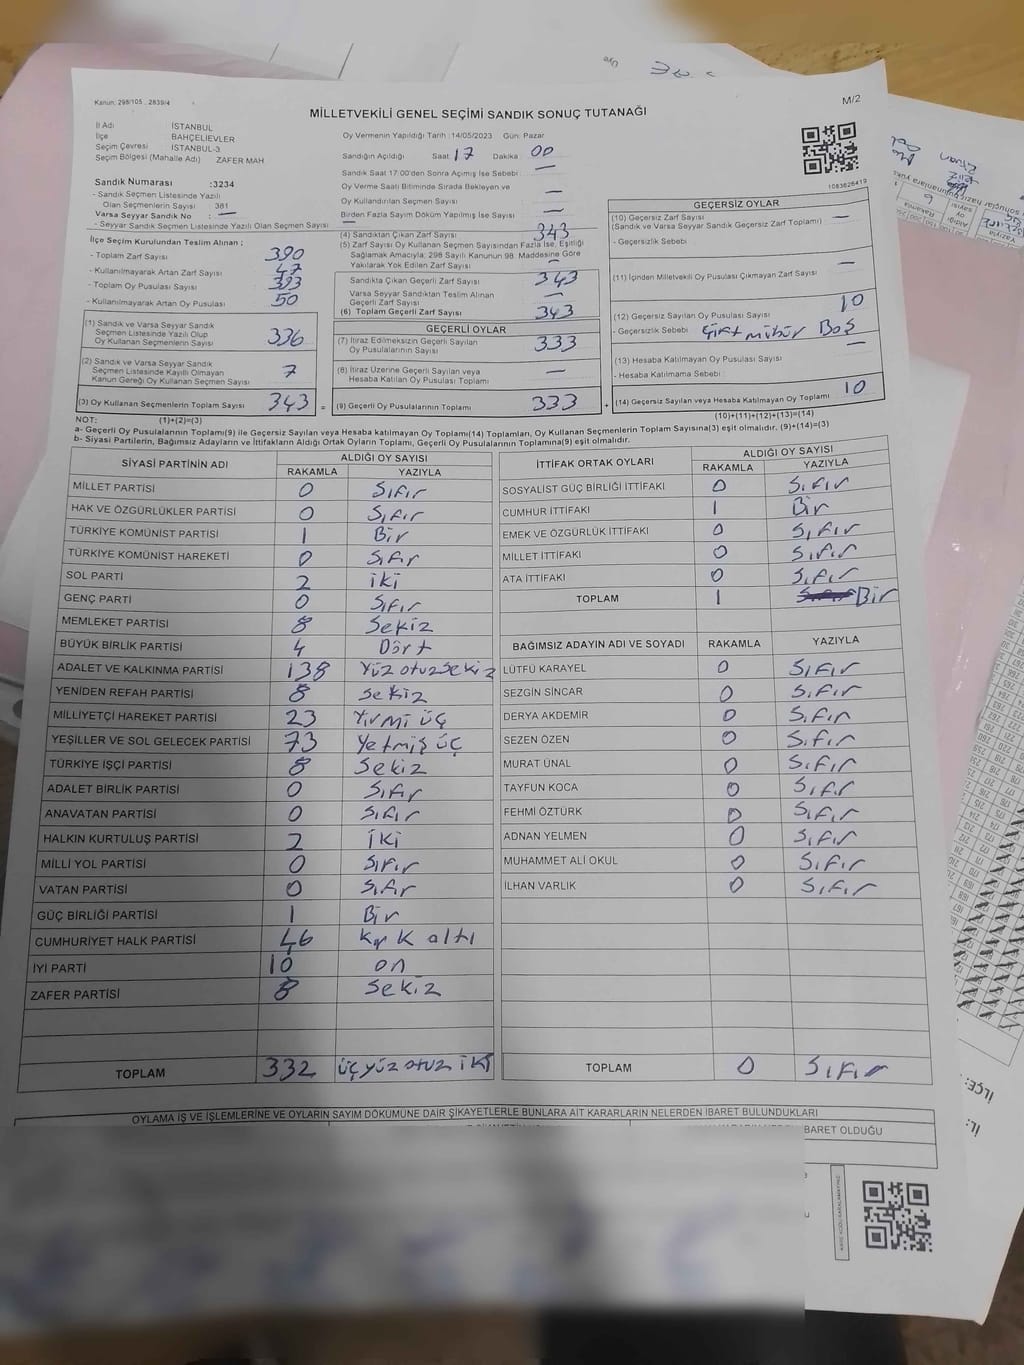 Kanun: 298/105 , 2839/4
M/2
MİLLETVEKİLİ GENEL SEÇİMİ SANDIK SONUÇ TUTANAĞI
İl Adı İSTANBUL
İlçe BAHÇELİEVLER
Seçim Çevresi İSTANBUL-3
Seçim Bölgesi (Mahalle Adı) ZAFER MAH
Sandık Numarası :3234
- Sandık Seçmen Listesinde Yazılı
Olan Seçmenlerin Sayısı 381
Varsa Seyyar Sandık No : —
- Seyyar Sandık Seçmen Listesinde Yazılı Olan Seçmen Sayısı —
İlçe Seçim Kurulundan Teslim Alınan ;
- Toplam Zarf Sayısı 390
- Kullanılmayarak Artan Zarf Sayısı 47
- Toplam Oy Pusulası Sayısı 393
- Kullanılmayarak Artan Oy Pusulası 50
(1) Sandık ve Varsa Seyyar Sandık
Seçmen Listesinde Yazılı Olup
Oy Kullanan Seçmenlerin Sayısı 336
(2) Sandık ve Varsa Seyyar Sandık
Seçmen Listesinde Kayıtlı Olmayan
Kanun Gereği Oy Kullanan Seçmen Sayısı 7
(3) Oy Kullanan Seçmenlerin Toplam Sayısı 343 =
Oy Vermenin Yapıldığı Tarih :14/05/2023 Gün: Pazar
Sandığın Açıldığı Saat 17 Dakika 00
Sandık Saat 17:00'den Sonra Açımış İse Sebebi —
Oy Verme Saati Bitiminde Sırada Bekleyen ve
Oy Kullandırılan Seçmen Sayısı —
Birden Fazla Sayım Döküm Yapılmış İse Sayısı —
(4) Sandıktan Çıkan Zarf Sayısı 343
(5) Zarf Sayısı Oy Kullanan Seçmen Sayısından Fazla İse, Eşitliği
Sağlamak Amacıyla; 298 Sayılı Kanunun 98. Maddesine Göre
Yakılarak Yok Edilen Zarf Sayısı —
Sandıkta Çıkan Geçerli Zarf Sayısı 343
Varsa Seyyar Sandıktan Teslim Alınan
Geçerli Zarf Sayısı —
(6) Toplam Geçerli Zarf Sayısı 343
GEÇERLİ OYLAR
(7) İtiraz Edilmeksizin Geçerli Sayılan
Oy Pusulalarının Sayısı 333
(8) İtiraz Üzerine Geçerli Sayılan veya
Hesaba Katılan Oy Pusulası Toplamı —
(9) Geçerli Oy Pusulalarının Toplamı 333 +
1083626419
GEÇERSİZ OYLAR
(10) Geçersiz Zarf Sayısı —
(Sandık ve Varsa Seyyar Sandık Geçersiz Zarf Toplamı)
- Geçersizlik Sebebi
(11) İçinden Milletvekili Oy Pusulası Çıkmayan Zarf Sayısı —
(12) Geçersiz Sayılan Oy Pusulası Sayısı 10
- Geçersizlik Sebebi : Çift mühür Boş
(13) Hesaba Katılmayan Oy Pusulası Sayısı —
- Hesaba Katılmama Sebebi :
(14) Geçersiz Sayılan veya Hesaba Katılmayan Oy Toplamı 10
NOT: (1)+(2)=(3)
(10)+(11)+(12)+(13)=(14)
a- Geçerli Oy Pusulalarının Toplamı(9) ile Geçersiz Sayılan veya Hesaba Katılmayan Oy Toplamı(14) Toplamları, Oy Kullanan Seçmenlerin Toplam Sayısına(3) eşit olmalıdır. (9)+(14)=(3)
b- Siyasi Partilerin, Bağımsız Adayların ve İttifakların Aldığı Ortak Oyların Toplamı, Geçerli Oy Pusulalarının Toplamına(9) eşit olmalıdır.
SİYASİ PARTİNİN ADI ALDIĞI OY SAYISI
RAKAMLA YAZIYLA
MİLLET PARTİSİ 0 Sıfır
HAK VE ÖZGÜRLÜKLER PARTİSİ 0 Sıfır
TÜRKİYE KOMÜNİST PARTİSİ 1 Bir
TÜRKİYE KOMÜNİST HAREKETİ 0 Sıfır
SOL PARTİ 2 iki
GENÇ PARTİ 0 Sıfır
MEMLEKET PARTİSİ 8 Sekiz
BÜYÜK BİRLİK PARTİSİ 4 Dört
ADALET VE KALKINMA PARTİSİ 138 Yüz otuz sekiz
YENİDEN REFAH PARTİSİ 8 Sekiz
MİLLİYETÇİ HAREKET PARTİSİ 23 Yirmi üç
YEŞİLLER VE SOL GELECEK PARTİSİ 73 Yetmiş üç
TÜRKİYE İŞÇİ PARTİSİ 8 Sekiz
ADALET BİRLİK PARTİSİ 0 Sıfır
ANAVATAN PARTİSİ 0 Sıfır
HALKIN KURTULUŞ PARTİSİ 2 iki
MİLLİ YOL PARTİSİ 0 Sıfır
VATAN PARTİSİ 0 Sıfır
GÜÇ BİRLİĞİ PARTİSİ 1 Bir
CUMHURİYET HALK PARTİSİ 46 Kırk altı
İYİ PARTİ 10 on
ZAFER PARTİSİ 8 Sekiz
TOPLAM 332 üçyüz otuz iki
İTTİFAK ORTAK OYLARI ALDIĞI OY SAYISI
RAKAMLA YAZIYLA
SOSYALİST GÜÇ BİRLİĞİ İTTİFAKI 0 Sıfır
CUMHUR İTTİFAKI 1 Bir
EMEK VE ÖZGÜRLÜK İTTİFAKI 0 Sıfır
MİLLET İTTİFAKI 0 Sıfır
ATA İTTİFAKI 0 Sıfır
TOPLAM 1 Bir
BAĞIMSIZ ADAYIN ADI VE SOYADI RAKAMLA YAZIYLA
LÜTFÜ KARAYEL 0 Sıfır
SEZGİN SİNCAR 0 Sıfır
DERYA AKDEMİR 0 Sıfır
SEZEN ÖZEN 0 Sıfır
MURAT ÜNAL 0 Sıfır
TAYFUN KOCA 0 Sıfır
FEHMİ ÖZTÜRK 0 Sıfır
ADNAN YELMEN 0 Sıfır
MUHAMMET ALİ OKUL 0 Sıfır
İLHAN VARLIK 0 Sıfır
TOPLAM 0 Sıfır
OYLAMA İŞ VE İŞLEMLERİNE VE OYLARIN SAYIM DÖKÜMÜNE DAİR ŞİKAYETLERLE BUNLARA AİT KARARLARIN NELERDEN İBARET BULUNDUKLARI
BARET OLDUĞU
İLÇE:
İL: